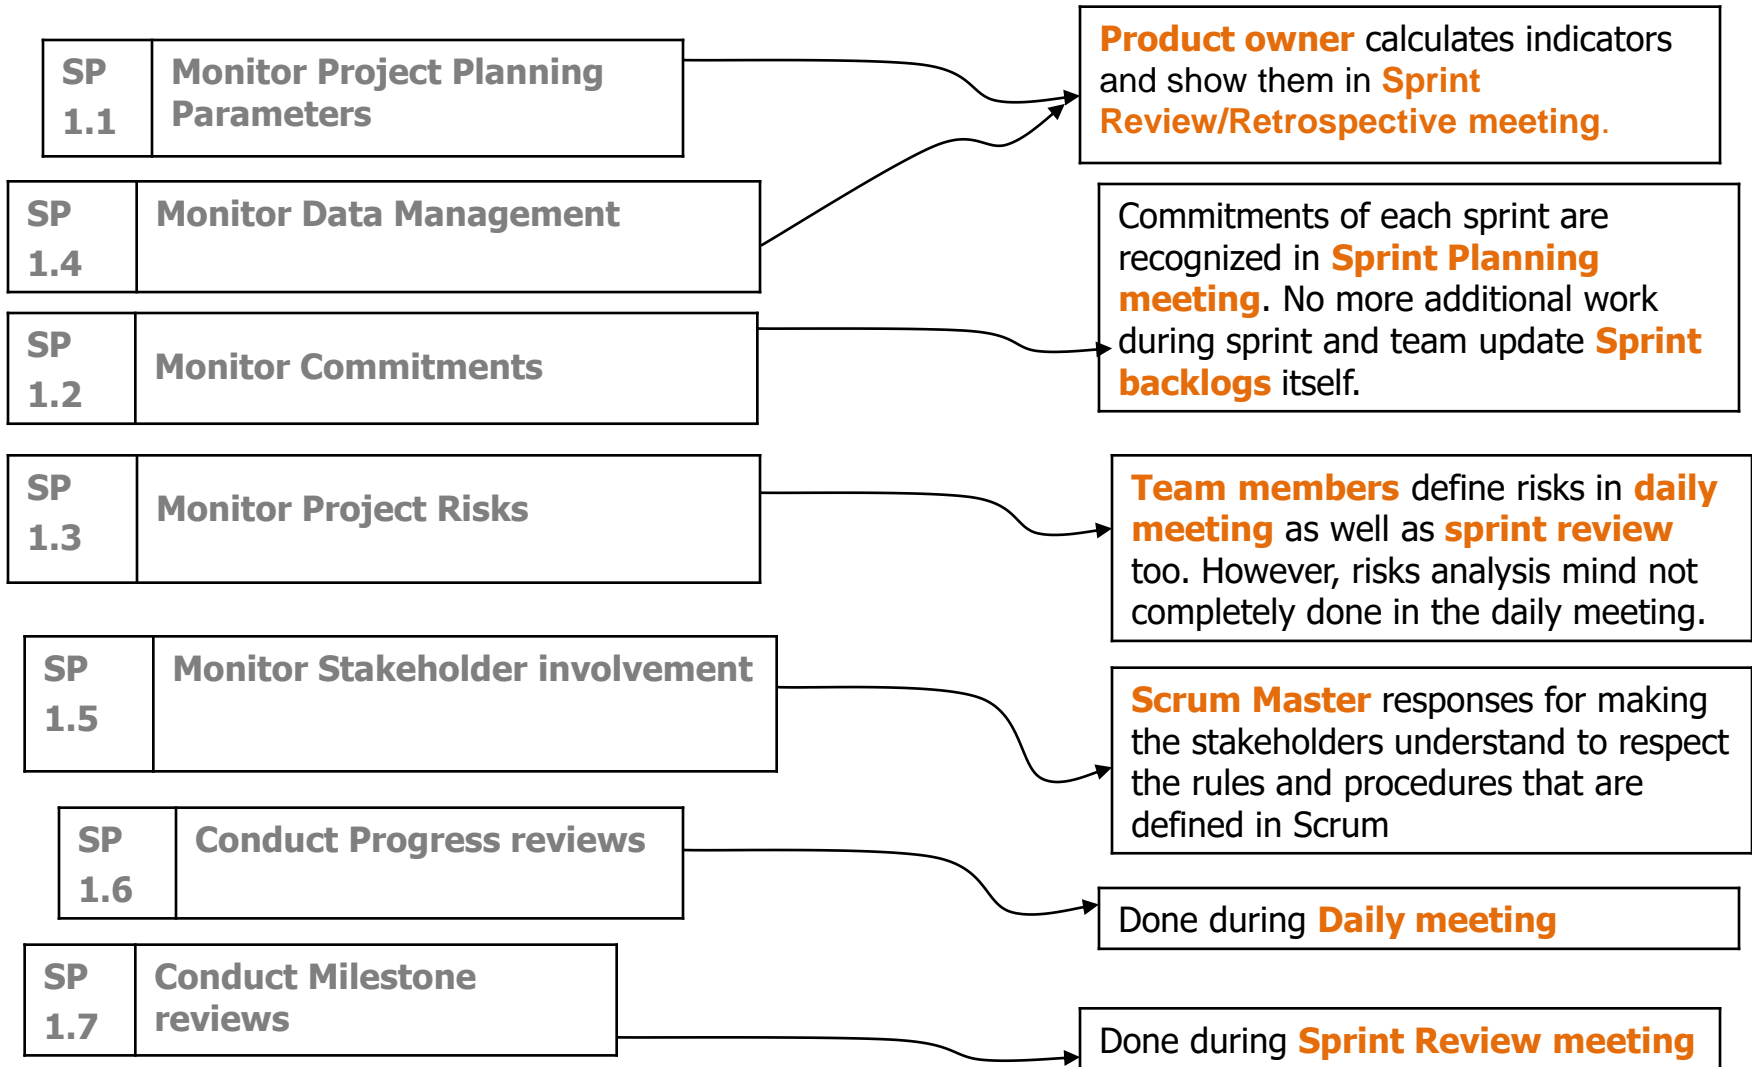 SP
1.1
Monitor Project Planning
Parameters
Product owner calculates indicators
and show them in Sprint
Review/Retrospective meeting.
SP
1.4
Monitor Data Management
SP
1.2
Monitor Commitments
Commitments of each sprint are
recognized in Sprint Planning
meeting. No more additional work
during sprint and team update Sprint
backlogs itself.
SP
1.3
Monitor Project Risks
Team members define risks in daily
meeting as well as sprint review
too. However, risks analysis mind not
completely done in the daily meeting.
SP
1.5
Monitor Stakeholder involvement
Scrum Master responses for making
the stakeholders understand to respect
the rules and procedures that are
defined in Scrum
SP
1.6
Conduct Progress reviews
Done during Daily meeting
SP
1.7
Conduct Milestone
reviews
Done during Sprint Review meeting